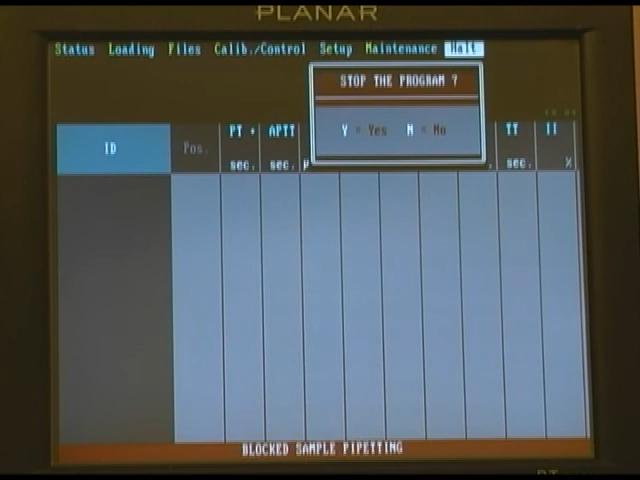 PLANAR
Status Loading Files Calib./Control Setup Maintenance Halt
STOP THE PROGRAM ?
Y = Yes N = No
ID Pos. PT + APTT TT
sec. sec. sec. %
BLOCKED SAMPLE PIPETTING